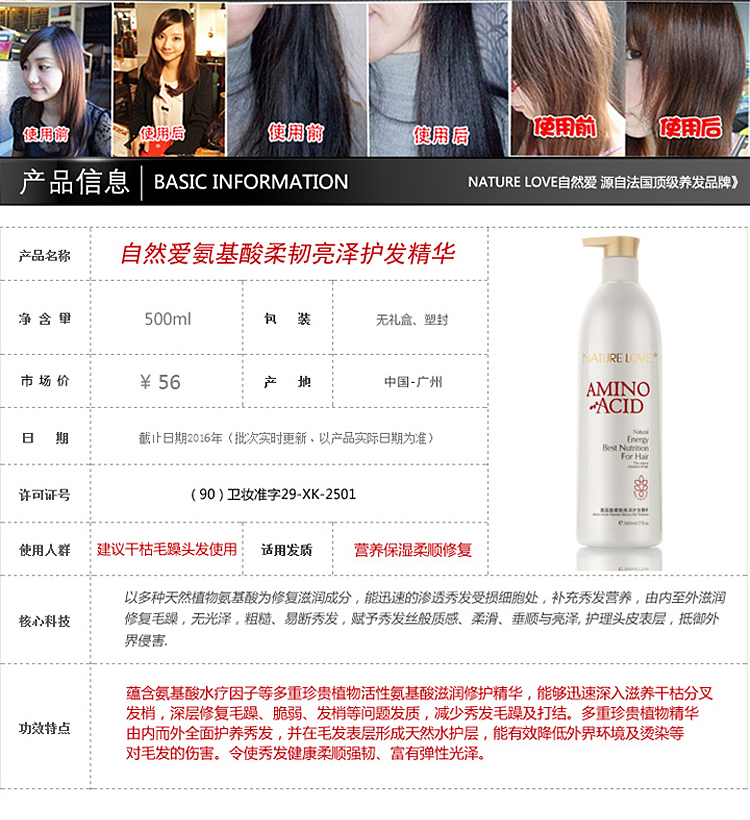 使用前
使用后
使用前
使用后
使用前
使用后
产品信息 BASIC INFORMATION
NATURE LOVE自然爱 源自法国顶级养发品牌》
产品名称 自然爱氨基酸柔韧亮泽护发精华
净含量 500ml 包装 无礼盒、塑封
市场价 ¥ 56 产地 中国-广州
日期 截止日期2016年(批次实时更新、以产品实际日期为准)
许可证号 (90)卫妆准字29-XK-2501
使用人群 建议干枯毛躁头发使用 适用发质 营养保湿柔顺修复
核心科技
以多种天然植物氨基酸为修复滋润成分，能迅速的渗透秀发受损细胞处，补充秀发营养，由内至外滋润
修复毛躁，无光泽，粗糙、易断秀发，赋予秀发丝般质感、柔滑、垂顺与亮泽, 护理头皮表层，抵御外
界侵害.
功效特点
蕴含氨基酸水疗因子等多重珍贵植物活性氨基酸滋润修护精华，能够迅速深入滋养干枯分叉
发梢，深层修复毛躁、脆弱、发梢等问题发质，减少秀发毛躁及打结。多重珍贵植物精华
由内而外全面护养秀发，并在毛发表层形成天然水护层，能有效降低外界环境及烫染等
对毛发的伤害。令使秀发健康柔顺强韧、富有弹性光泽。
NATURE LOVE®
AMINO
ACID
Natural
Energy
Best Nutrition
For Hair